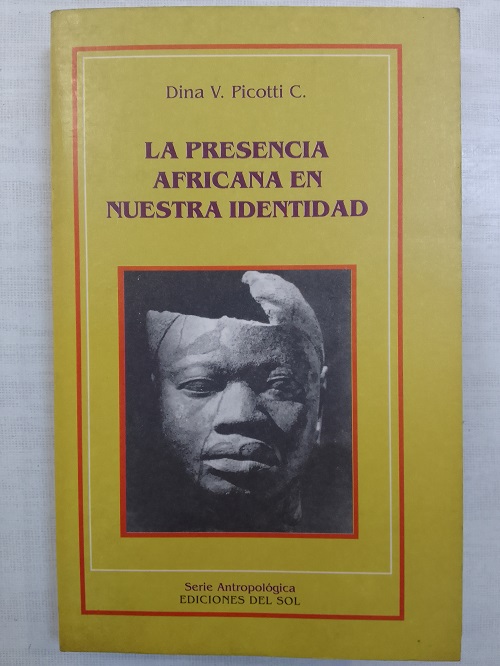 Dina V. Picotti C.
LA PRESENCIA
AFRICANA EN
NUESTRA IDENTIDAD
Serie Antropológica
EDICIONES DEL SOL